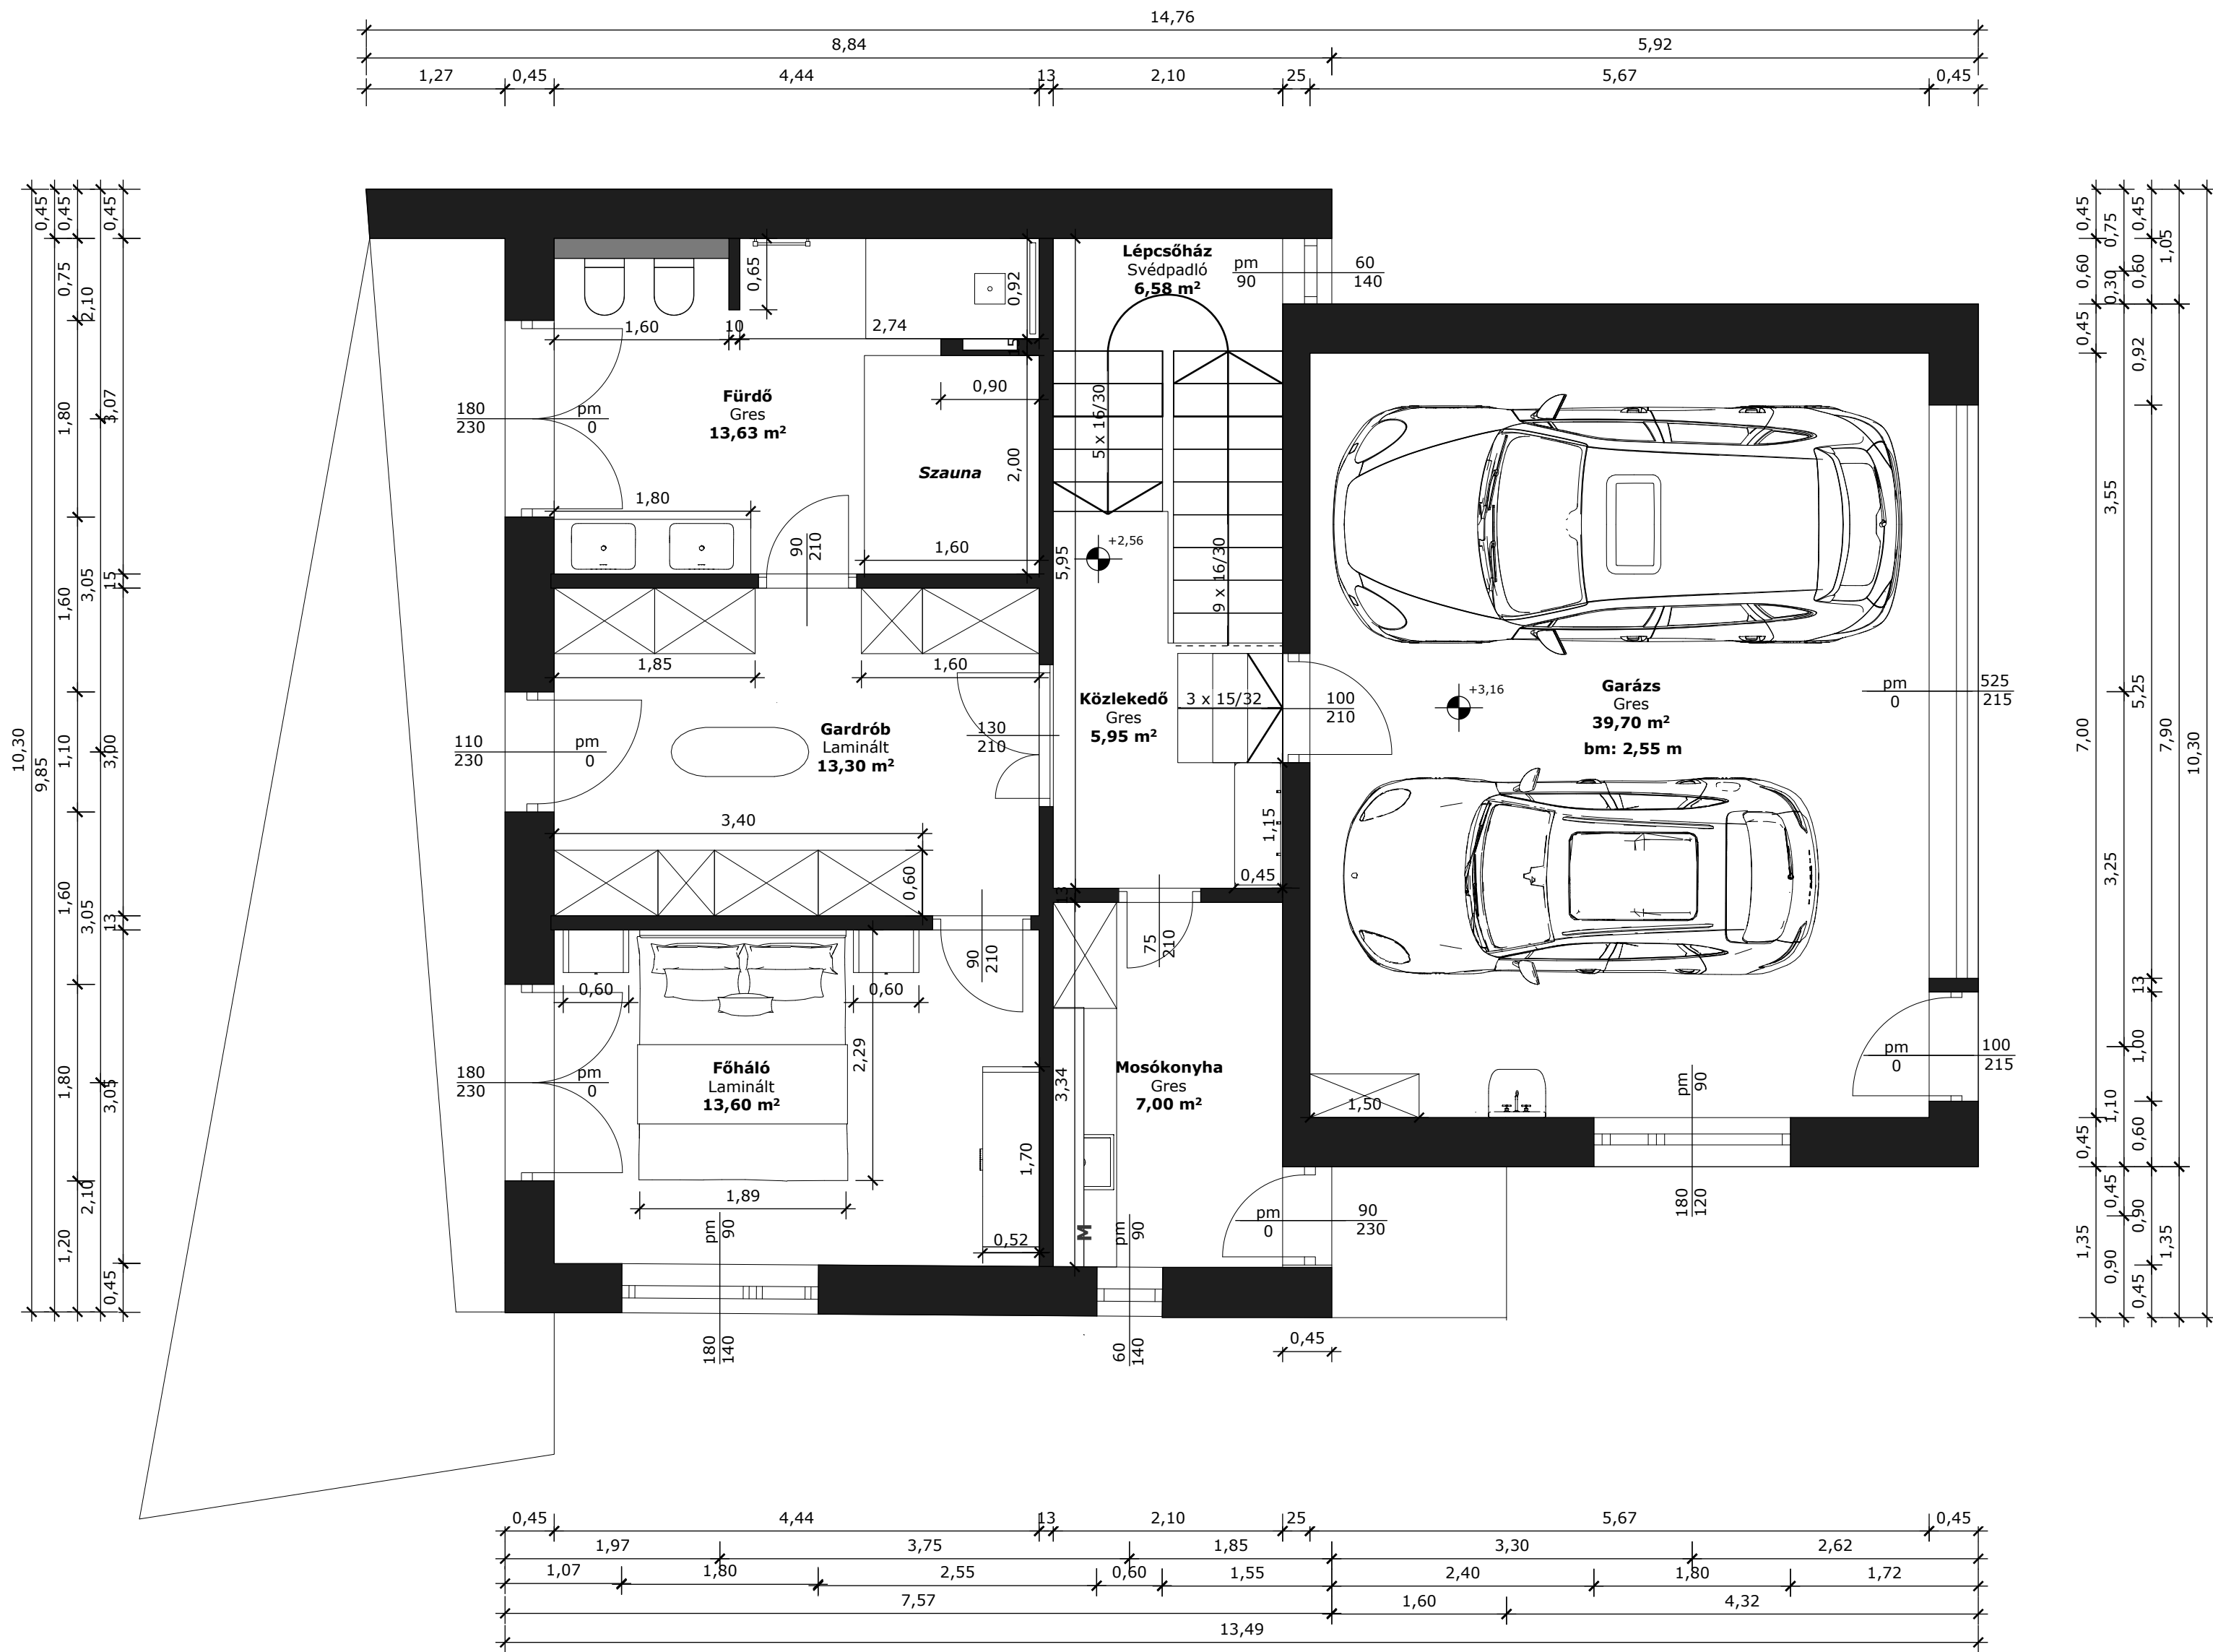 14,76
8,84 5,92
1,27 0,45 4,44 13 2,10 25 5,67 0,45
0,45 0,45 0,45
0,75 2,10
1,80 3,07
1,60 3,05 15
10,30 9,85 1,10 3,00
1,60 3,05 13
1,80 3,05
1,20 2,10 0,45
0,45 0,75 0,45 1,05
0,60 0,30 0,60
0,45 0,92
3,55
7,00 5,25 7,90 10,30
3,25
13
1,10 1,00
0,45 0,60
1,35 0,45 0,90 1,35
0,90 0,45
Lépcsőház
Svédpadló
6,58 m²
pm 60
90 140
0,65
0,92
1,60 10 2,74
15
0,90
Fürdő
Gres
13,63 m²
180 pm
230 0
Szauna
2,00
1,80
90
210
1,60
5 x 16/30
9 x 16/30
5,95
+2,56
1,85 1,60
Gardrób
Laminált
13,30 m²
110 pm
230 0
130
210
Közlekedő
Gres
5,95 m²
3 x 15/32
100
210
+3,16
Garázs
Gres
39,70 m²
bm: 2,55 m
pm 525
0 215
3,40
0,60
1,15
0,45
13
75
210
90
210
0,60 0,60
2,29
Főháló
Laminált
13,60 m²
180 pm
230 0
1,89
1,70
0,52
3,34
Mosókonyha
Gres
7,00 m²
M
1,50
pm 100
0 215
pm
90
180
120
pm 90
0 230
pm
90
180
140
pm
90
60
140
0,45
0,45 4,44 13 2,10 25 5,67 0,45
1,97 3,75 1,85 3,30 2,62
1,07 1,80 2,55 0,60 1,55 2,40 1,80 1,72
7,57 1,60 4,32
13,49